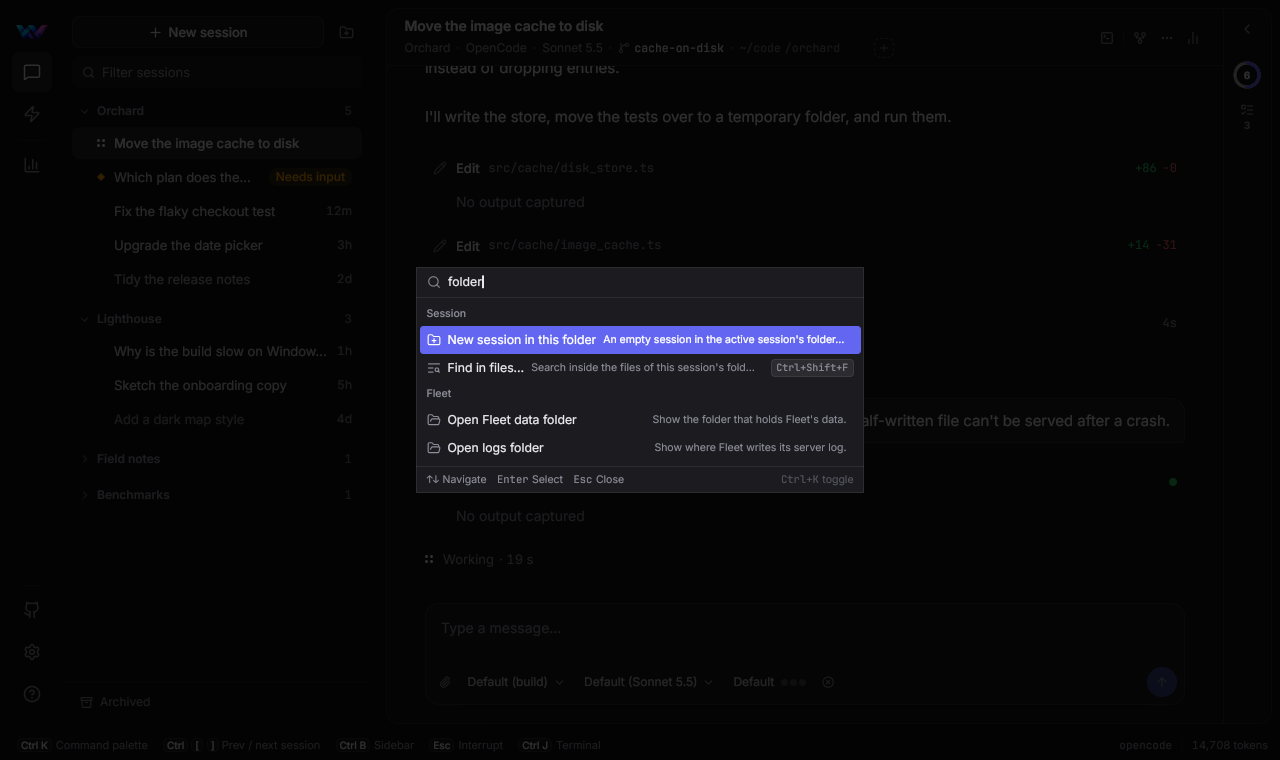 New session
Filter sessions
Orchard 5
Move the image cache to disk
Which plan does the... Needs input
Fix the flaky checkout test 12m
Upgrade the date picker 3h
Tidy the release notes 2d
Lighthouse 3
Why is the build slow on Window... 1h
Sketch the onboarding copy 5h
Add a dark map style 4d
Field notes 1
Benchmarks 1
Archived
Move the image cache to disk
Orchard · OpenCode · Sonnet 5.5 · cache-on-disk · ~/code/orchard
instead of dropping entries.
I'll write the store, move the tests over to a temporary folder, and run them.
Edit src/cache/disk_store.ts +86 -0
No output captured
Edit src/cache/image_cache.ts +14 -31
4s
folder
Session
New session in this folder An empty session in the active session's folder...
Find in files... Search inside the files of this session's fold... Ctrl+Shift+F
Fleet
Open Fleet data folder Show the folder that holds Fleet's data.
Open logs folder Show where Fleet writes its server log.
↑↓ Navigate Enter Select Esc Close Ctrl+K toggle
alf-written file can't be served after a crash.
No output captured
Working · 19 s
Type a message...
Default (build) Default (Sonnet 5.5) Default
6
3
Ctrl K Command palette Ctrl [ ] Prev / next session Ctrl B Sidebar Esc Interrupt Ctrl J Terminal opencode 14,708 tokens